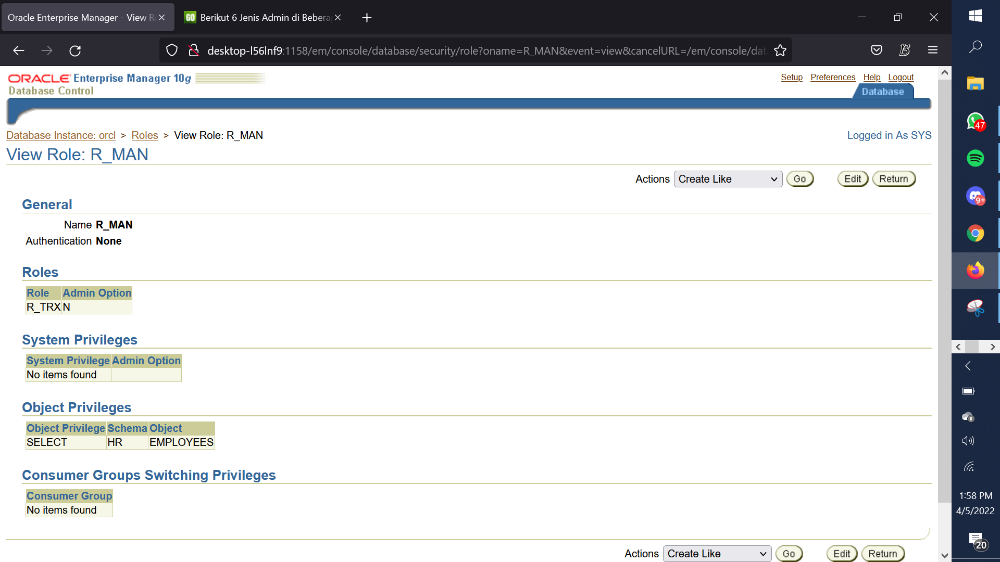 Oracle Enterprise Manager - View R
GO Berikut 6 Jenis Admin di Bebera
desktop-l56lnf9:1158/em/console/database/security/role?oname=R_MAN&event=view&cancelURL=/em/console/dat
ORACLE Enterprise Manager 10g
Database Control
Setup Preferences Help Logout
Database
Database Instance: orcl > Roles > View Role: R_MAN
Logged in As SYS
View Role: R_MAN
Actions Create Like Go Edit Return
General
Name R_MAN
Authentication None
Roles
Role Admin Option
R_TRX N
System Privileges
System Privilege Admin Option
No items found
Object Privileges
Object Privilege Schema Object
SELECT HR EMPLOYEES
Consumer Groups Switching Privileges
Consumer Group
No items found
Actions Create Like Go Edit Return
47
9+
1:58 PM
4/5/2022
20